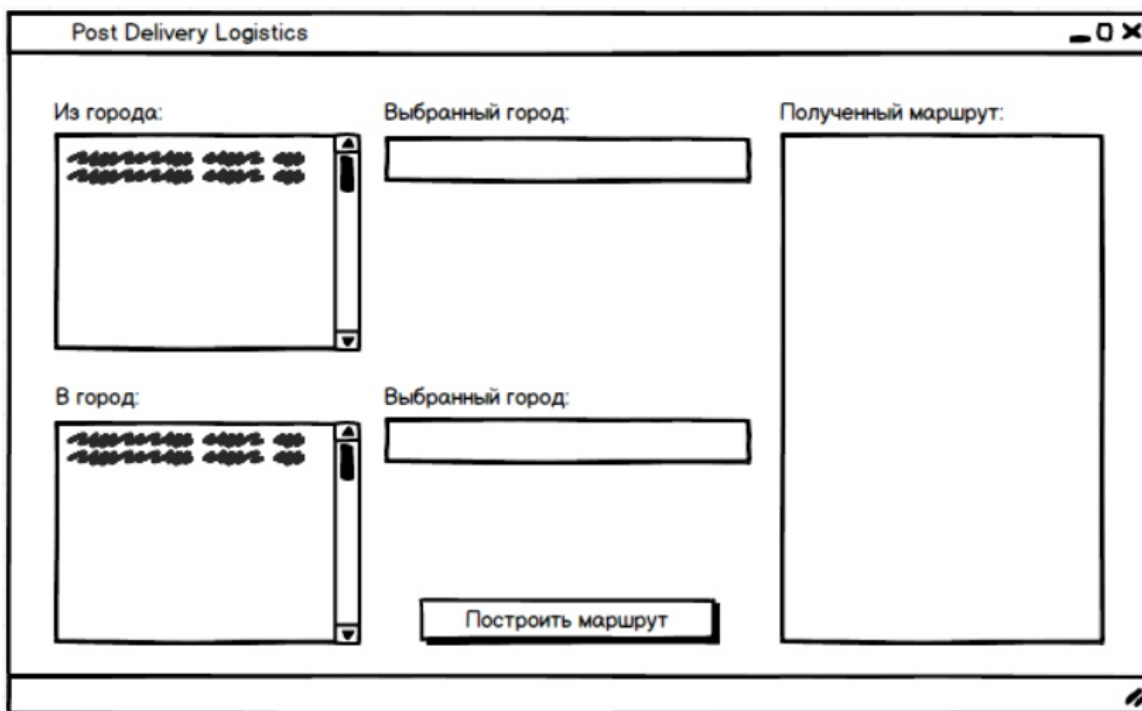 Post Delivery Logistics
Из города:
Выбранный город:
Полученный маршрут:
В город:
Выбранный город:
Построить маршрут